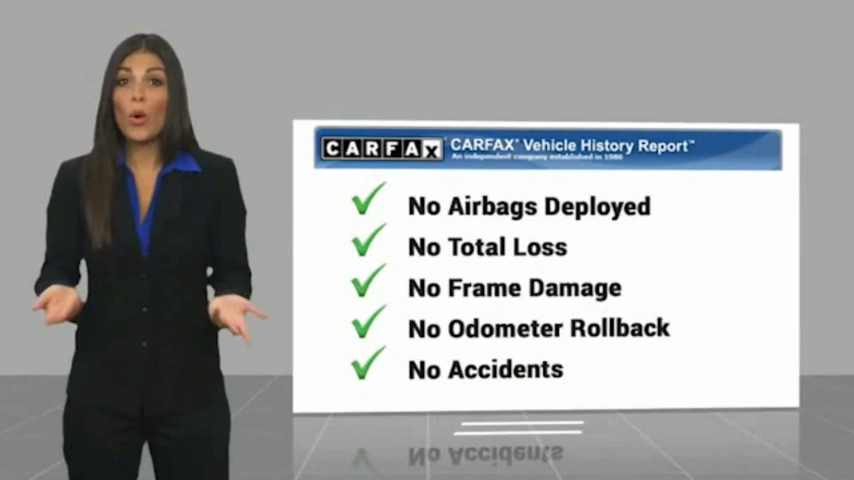 CARFAX CARFAX® Vehicle History Report™
An independent company established in 1986
No Airbags Deployed
No Total Loss
No Frame Damage
No Odometer Rollback
No Accidents
No Accidents